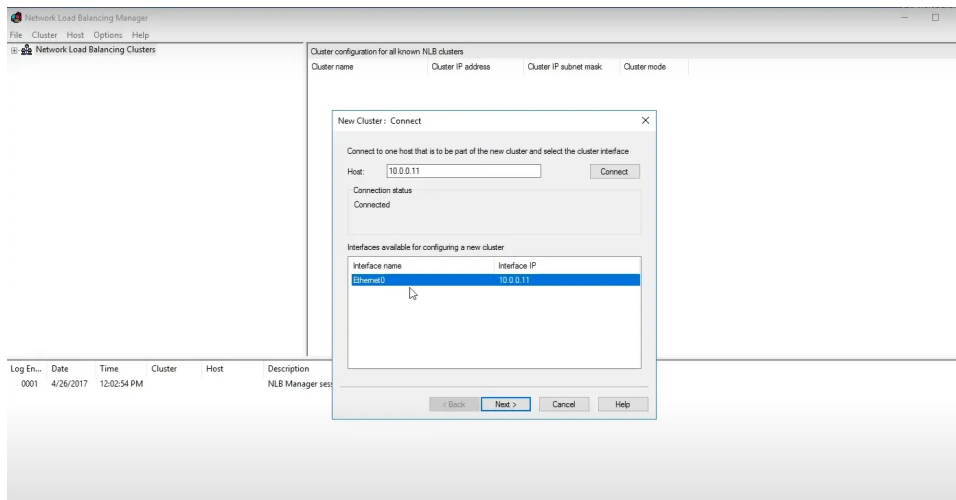 Network Load Balancing Manager
File Cluster Host Options Help
Network Load Balancing Clusters
Cluster configuration for all known NLB clusters
Cluster name Cluster IP address Cluster IP subnet mask Cluster mode
New Cluster : Connect
Connect to one host that is to be part of the new cluster and select the cluster interface
Host: 10.0.0.11 Connect
Connection status
Connected
Interfaces available for configuring a new cluster
Interface name Interface IP
Ethernet0 10.0.0.11
Log En... Date Time Cluster Host Description
0001 4/26/2017 12:02:54 PM NLB Manager ses
< Back Next > Cancel Help